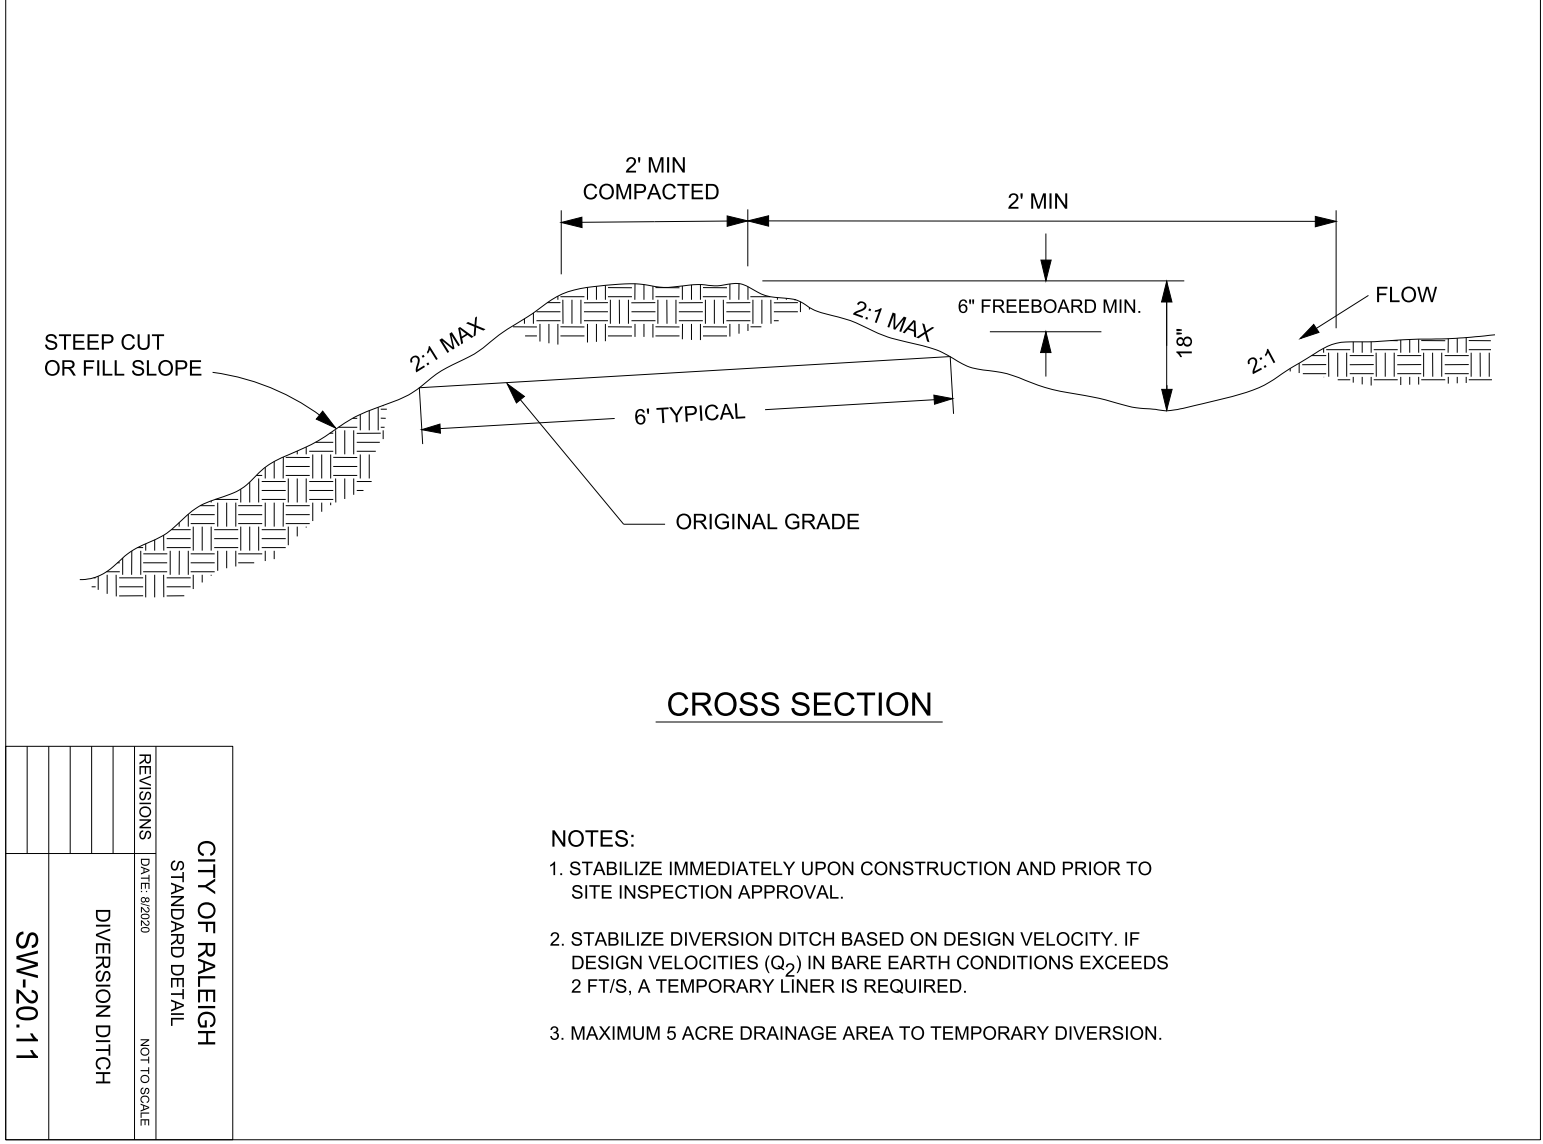 2' MIN
COMPACTED
2' MIN
6" FREEBOARD MIN.
18"
FLOW
2:1 MAX
2:1 MAX
2:1
STEEP CUT
OR FILL SLOPE
6' TYPICAL
ORIGINAL GRADE
CROSS SECTION
NOTES:
1. STABILIZE IMMEDIATELY UPON CONSTRUCTION AND PRIOR TO
SITE INSPECTION APPROVAL.
2. STABILIZE DIVERSION DITCH BASED ON DESIGN VELOCITY. IF
DESIGN VELOCITIES (Q2) IN BARE EARTH CONDITIONS EXCEEDS
2 FT/S, A TEMPORARY LINER IS REQUIRED.
3. MAXIMUM 5 ACRE DRAINAGE AREA TO TEMPORARY DIVERSION.
CITY OF RALEIGH
STANDARD DETAIL
REVISIONS
DATE: 8/2020
NOT TO SCALE
DIVERSION DITCH
SW-20.11